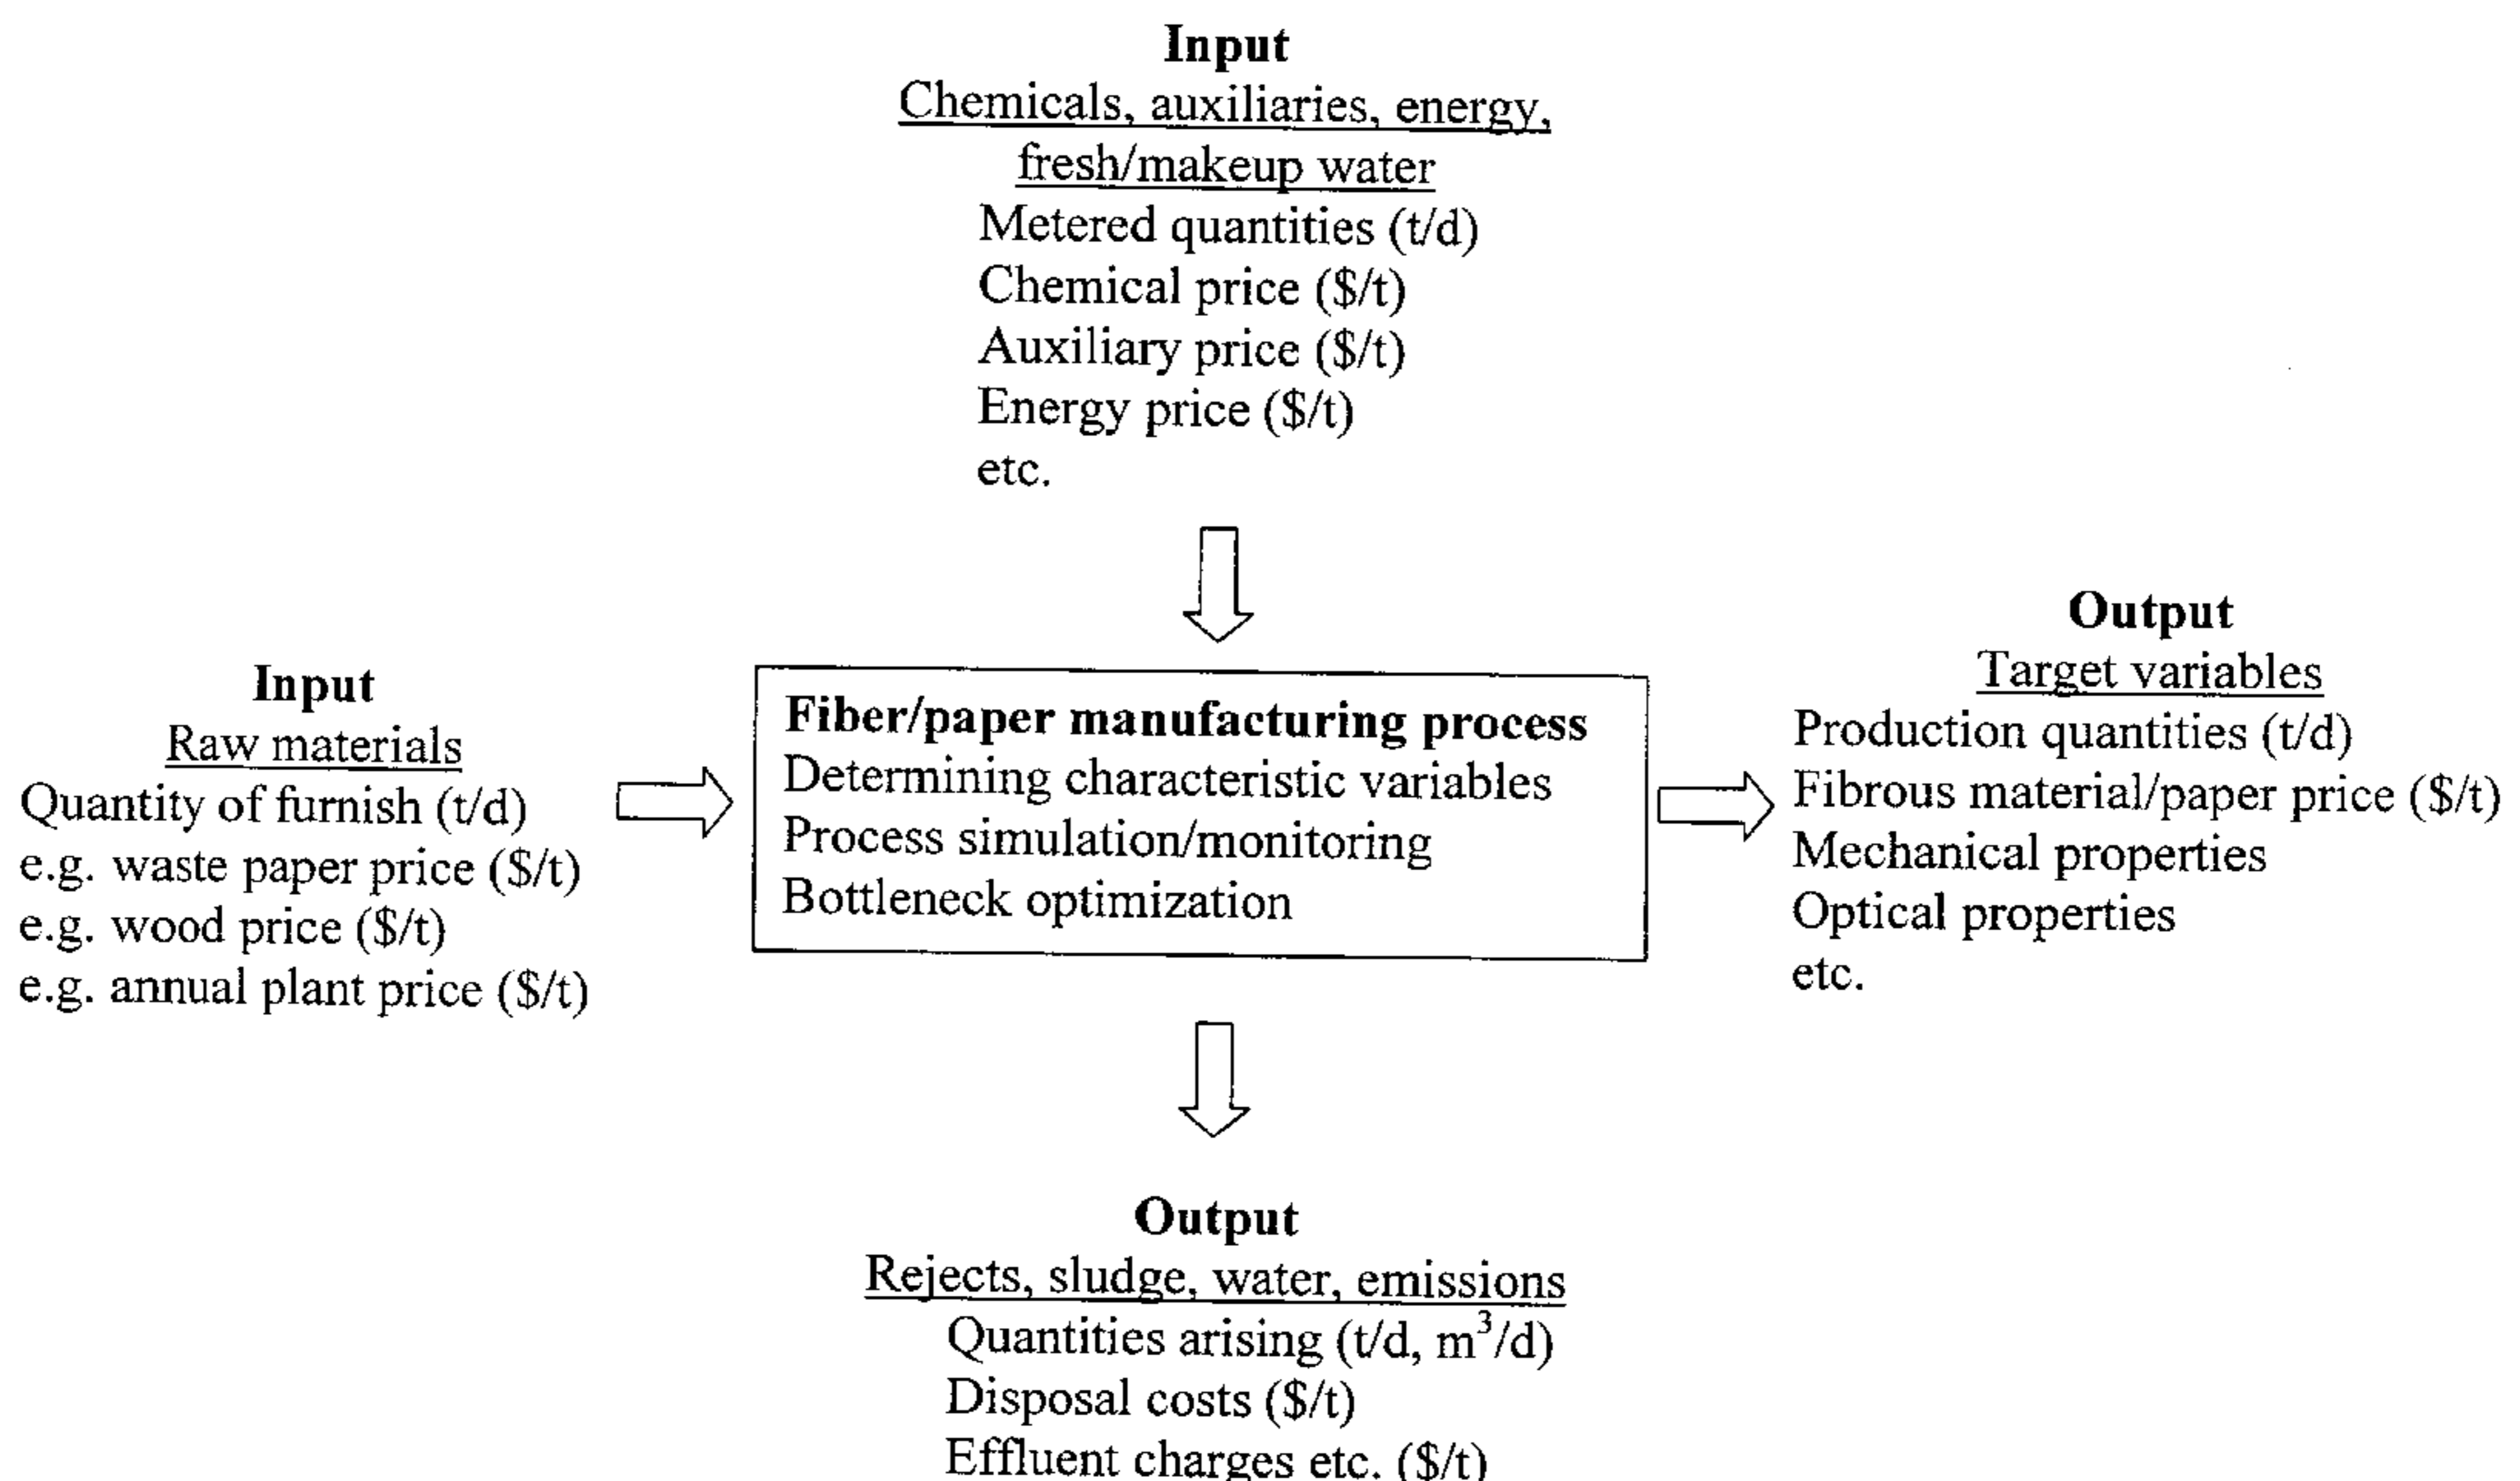 Input
Chemicals, auxiliaries, energy,
fresh/makeup water
Metered quantities (t/d)
Chemical price ($/t)
Auxiliary price ($/t)
Energy price ($/t)
etc.
Input
Raw materials
Quantity of furnish (t/d)
e.g. waste paper price ($/t)
e.g. wood price ($/t)
e.g. annual plant price ($/t)
Fiber/paper manufacturing process
Determining characteristic variables
Process simulation/monitoring
Bottleneck optimization
Output
Target variables
Production quantities (t/d)
Fibrous material/paper price ($/t)
Mechanical properties
Optical properties
etc.
Output
Rejects, sludge, water, emissions
Quantities arising (t/d, m³/d)
Disposal costs ($/t)
Effluent charges etc. ($/t)